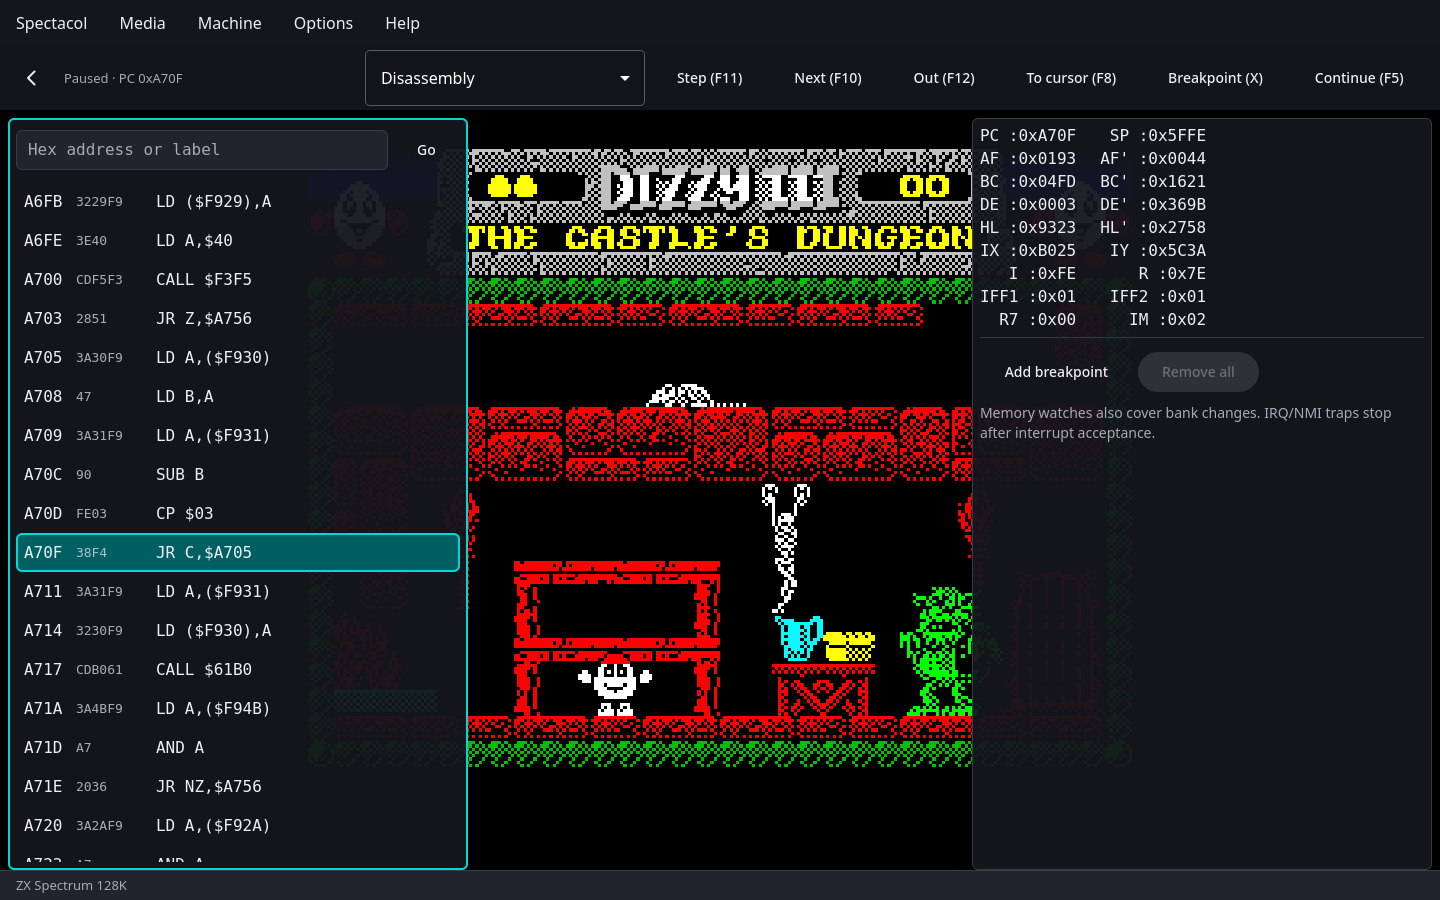 Spectacol Media Machine Options Help
Paused · PC 0xA70F Disassembly Step (F11) Next (F10) Out (F12) To cursor (F8) Breakpoint (X) Continue (F5)
Hex address or label Go
A6FB 3229F9 LD ($F929),A
A6FE 3E40 LD A,$40
A700 CDF5F3 CALL $F3F5
A703 2851 JR Z,$A756
A705 3A30F9 LD A,($F930)
A708 47 LD B,A
A709 3A31F9 LD A,($F931)
A70C 90 SUB B
A70D FE03 CP $03
A70F 38F4 JR C,$A705
A711 3A31F9 LD A,($F931)
A714 3230F9 LD ($F930),A
A717 CDB061 CALL $61B0
A71A 3A4BF9 LD A,($F94B)
A71D A7 AND A
A71E 2036 JR NZ,$A756
A720 3A2AF9 LD A,($F92A)
DIZZY III
00
THE CASTLE'S DUNGEON
PC :0xA70F SP :0x5FFE
AF :0x0193 AF' :0x0044
BC :0x04FD BC' :0x1621
DE :0x0003 DE' :0x369B
HL :0x9323 HL' :0x2758
IX :0xB025 IY :0x5C3A
I :0xFE R :0x7E
IFF1 :0x01 IFF2 :0x01
R7 :0x00 IM :0x02
Add breakpoint Remove all
Memory watches also cover bank changes. IRQ/NMI traps stop
after interrupt acceptance.
ZX Spectrum 128K